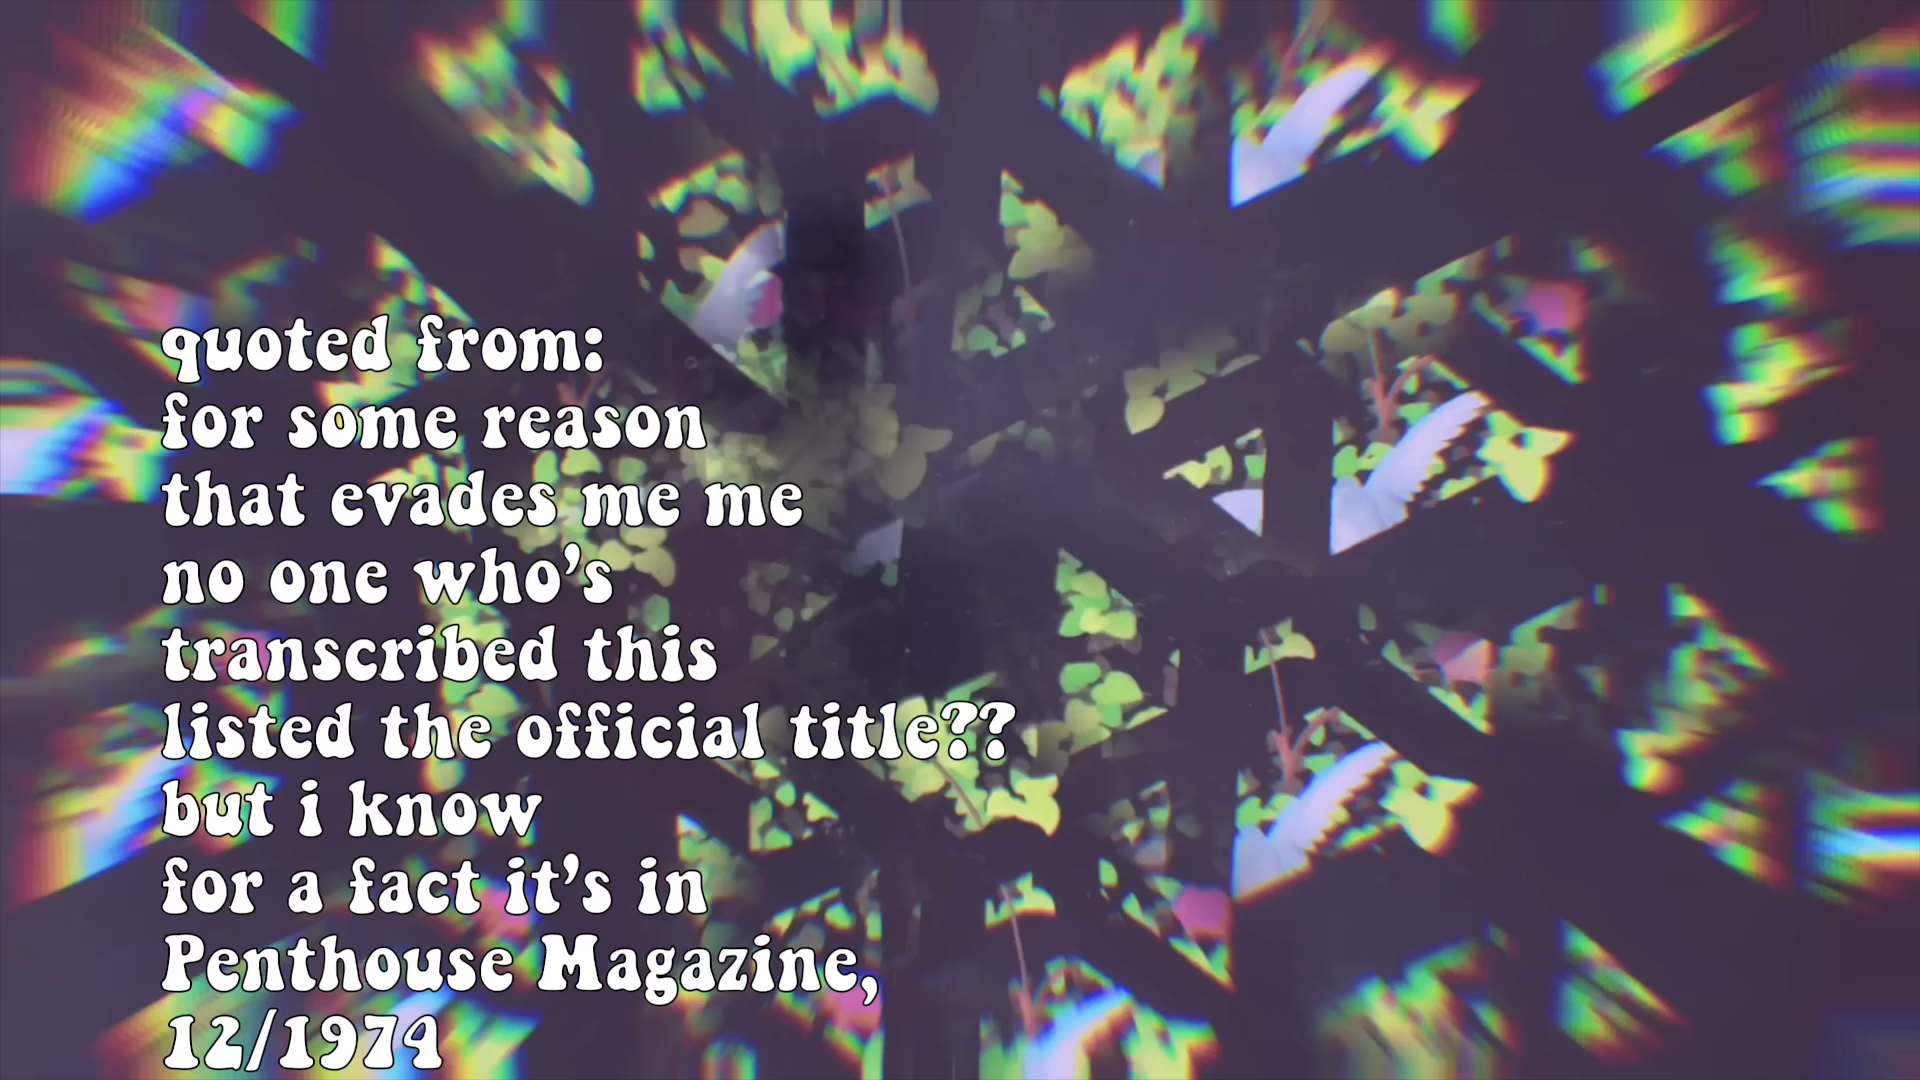 quoted from:
for some reason
that evades me me
no one who's
transcribed this
listed the official title??
but i know
for a fact it's in
Penthouse Magazine,
12/1974